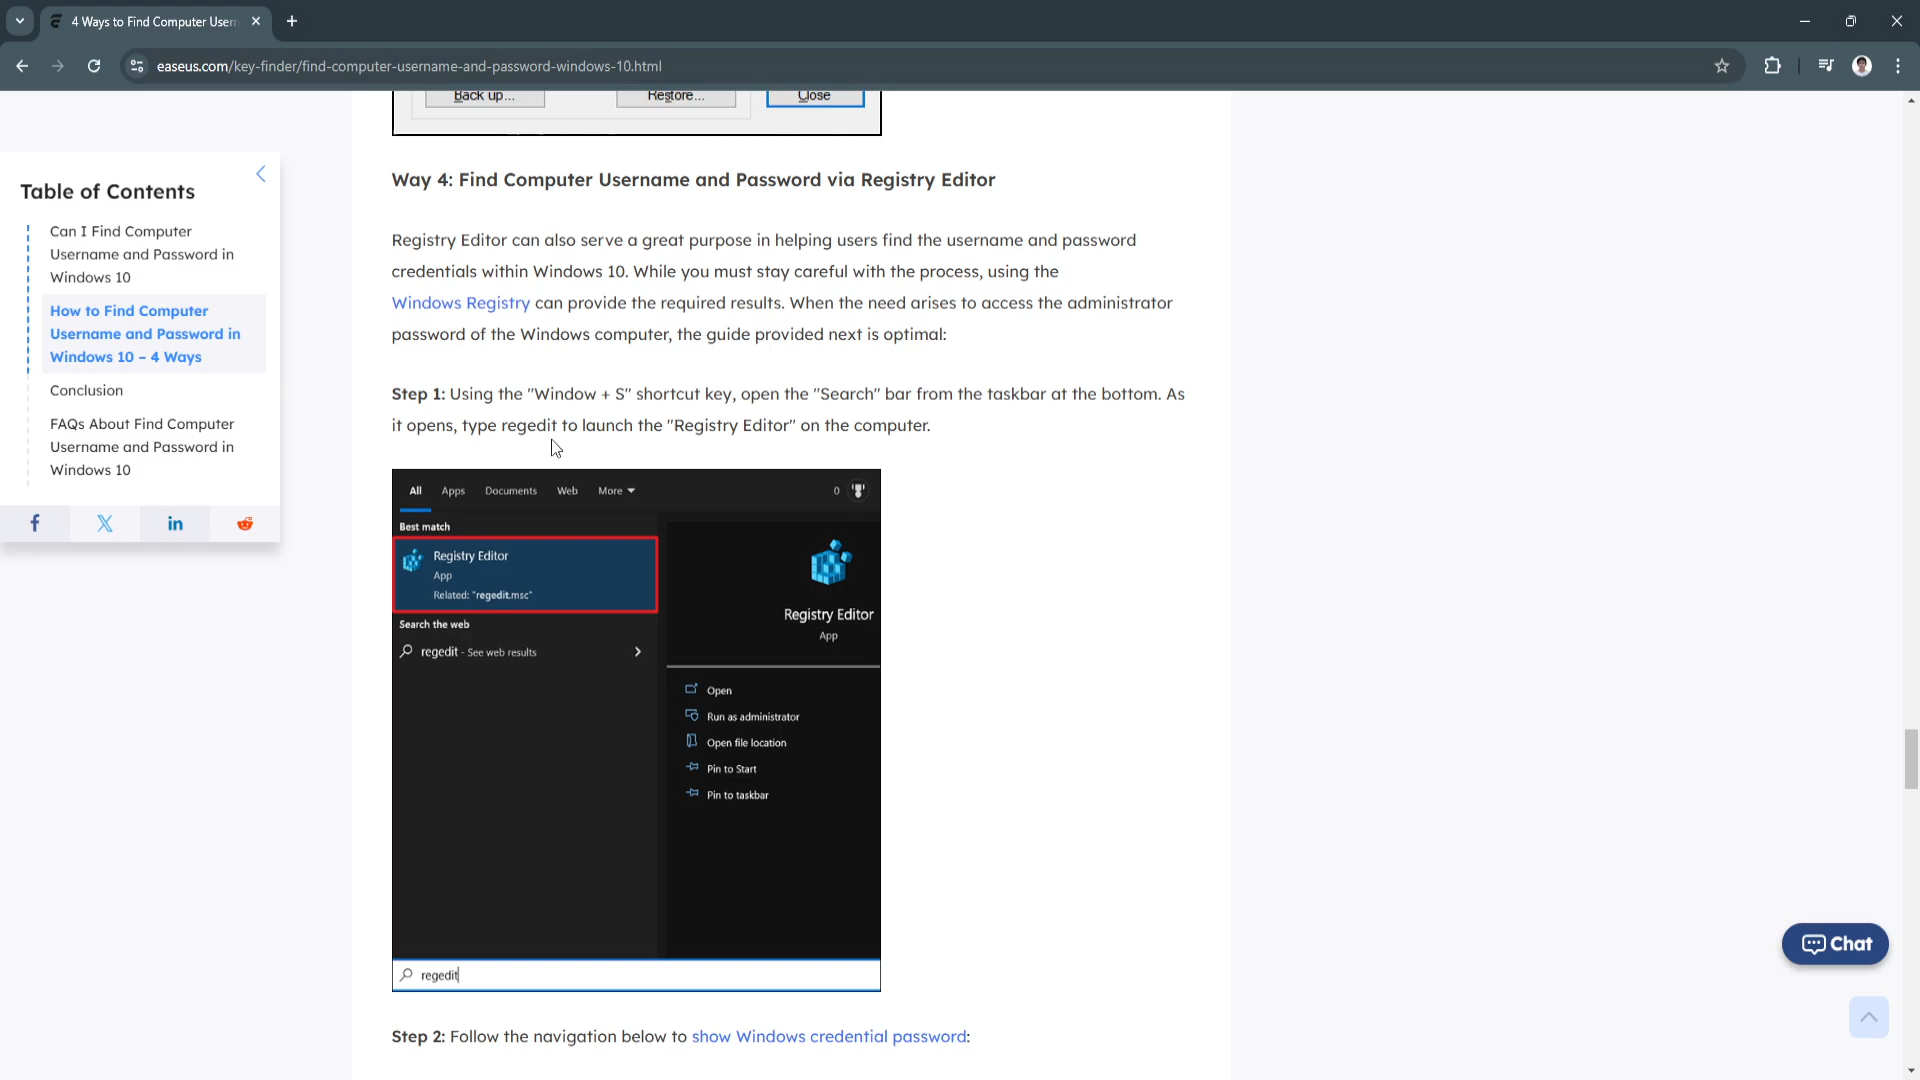 4 Ways to Find Computer Usern
easeus.com/key-finder/find-computer-username-and-password-windows-10.html
Back up...
Restore...
Close
Table of Contents
Can I Find Computer
Username and Password in
Windows 10
How to Find Computer
Username and Password in
Windows 10 – 4 Ways
Conclusion
FAQs About Find Computer
Username and Password in
Windows 10
Way 4: Find Computer Username and Password via Registry Editor
Registry Editor can also serve a great purpose in helping users find the username and password
credentials within Windows 10. While you must stay careful with the process, using the
Windows Registry can provide the required results. When the need arises to access the administrator
password of the Windows computer, the guide provided next is optimal:
Step 1: Using the "Window + S" shortcut key, open the "Search" bar from the taskbar at the bottom. As
it opens, type regedit to launch the "Registry Editor" on the computer.
All Apps Documents Web More 0
Best match
Registry Editor
App
Related: "regedit.msc"
Search the web
regedit - See web results
Registry Editor
App
Open
Run as administrator
Open file location
Pin to Start
Pin to taskbar
regedit
Step 2: Follow the navigation below to show Windows credential password:
Chat